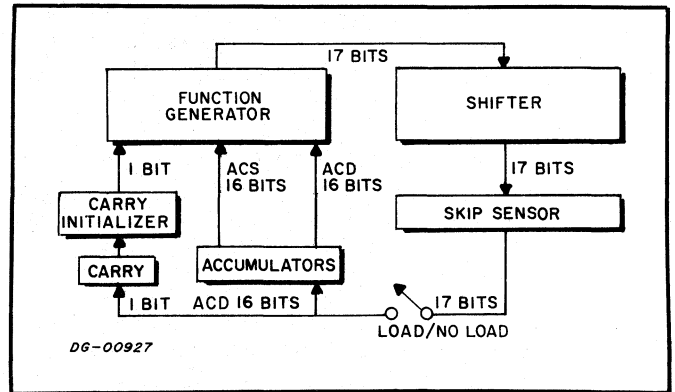 17 BITS
FUNCTION
GENERATOR
SHIFTER
1 BIT
ACS
16 BITS
ACD
16 BITS
17 BITS
CARRY
INITIALIZER
SKIP SENSOR
CARRY
ACCUMULATORS
1 BIT
ACD 16 BITS
17 BITS
LOAD/NO LOAD
DG-00927